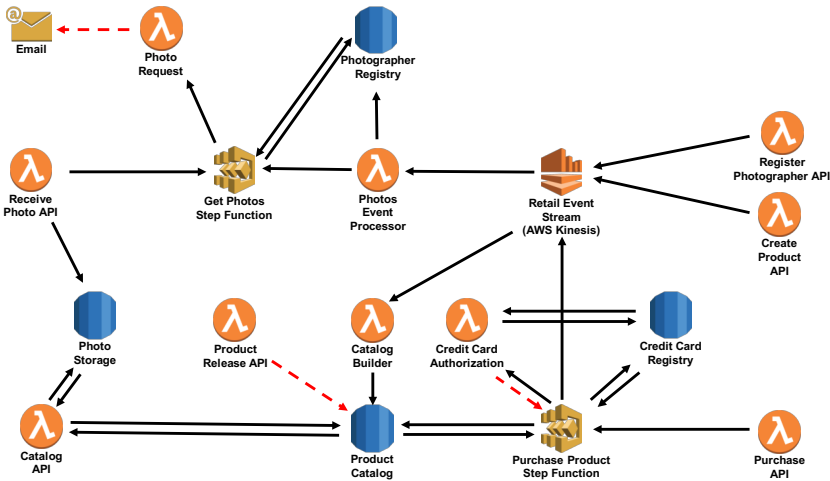 @
Email
Photo
Request
Photographer
Registry
Receive
Photo API
Get Photos
Step Function
Photos
Event
Processor
Retail Event
Stream
(AWS Kinesis)
Register
Photographer API
Create
Product
API
Photo
Storage
Product
Release API
Catalog
Builder
Credit Card
Authorization
Credit Card
Registry
Catalog
API
Product
Catalog
Purchase Product
Step Function
Purchase
API